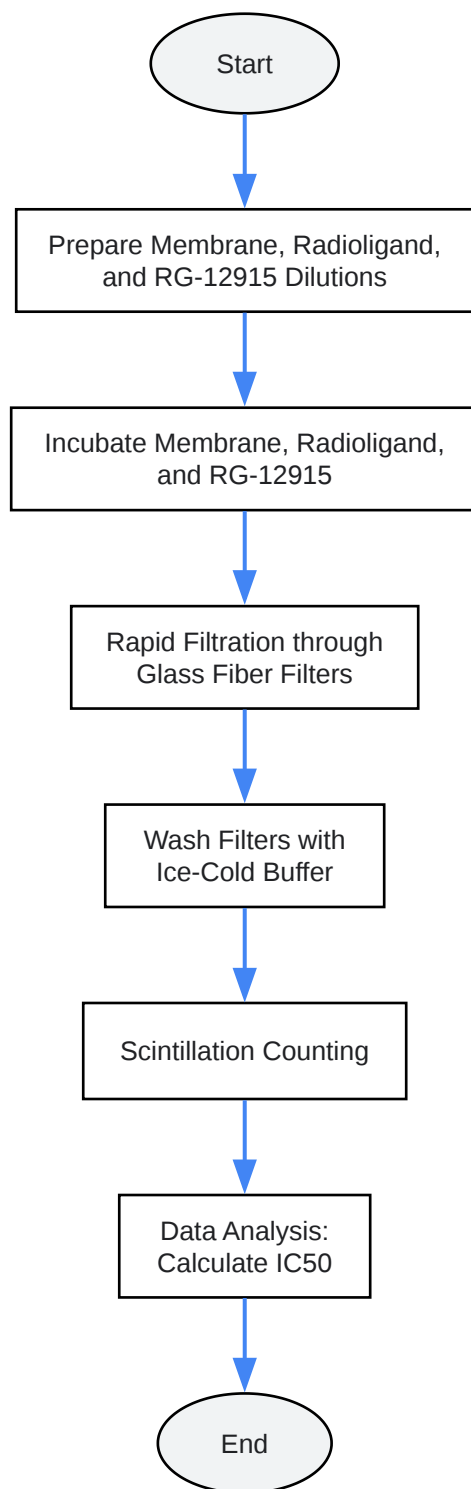 Start
Prepare Membrane, Radioligand,
and RG-12915 Dilutions
Incubate Membrane, Radioligand,
and RG-12915
Rapid Filtration through
Glass Fiber Filters
Wash Filters with
Ice-Cold Buffer
Scintillation Counting
Data Analysis:
Calculate IC50
End